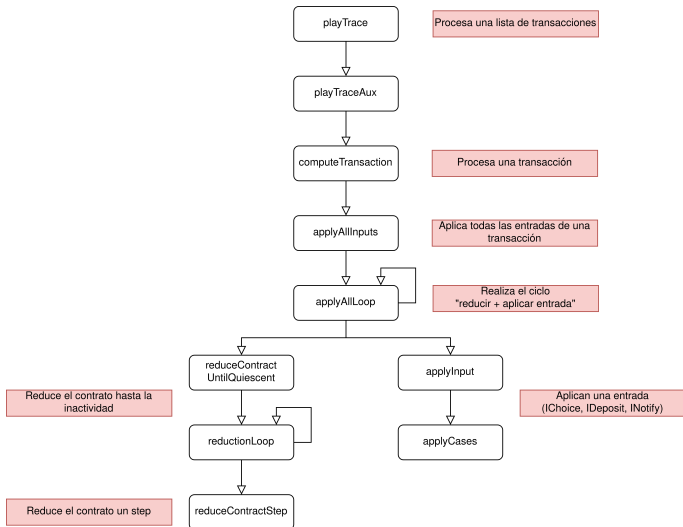 playTrace
Procesa una lista de transacciones
playTraceAux
computeTransaction
Procesa una transacción
applyAllInputs
Aplica todas las entradas de una
transacción
applyAllLoop
Realiza el ciclo
"reducir + aplicar entrada"
reduceContract
UntilQuiescent
applyInput
Reduce el contrato hasta la
inactividad
Aplican una entrada
(IChoice, IDeposit, INotify)
reductionLoop
applyCases
Reduce el contrato un step
reduceContractStep